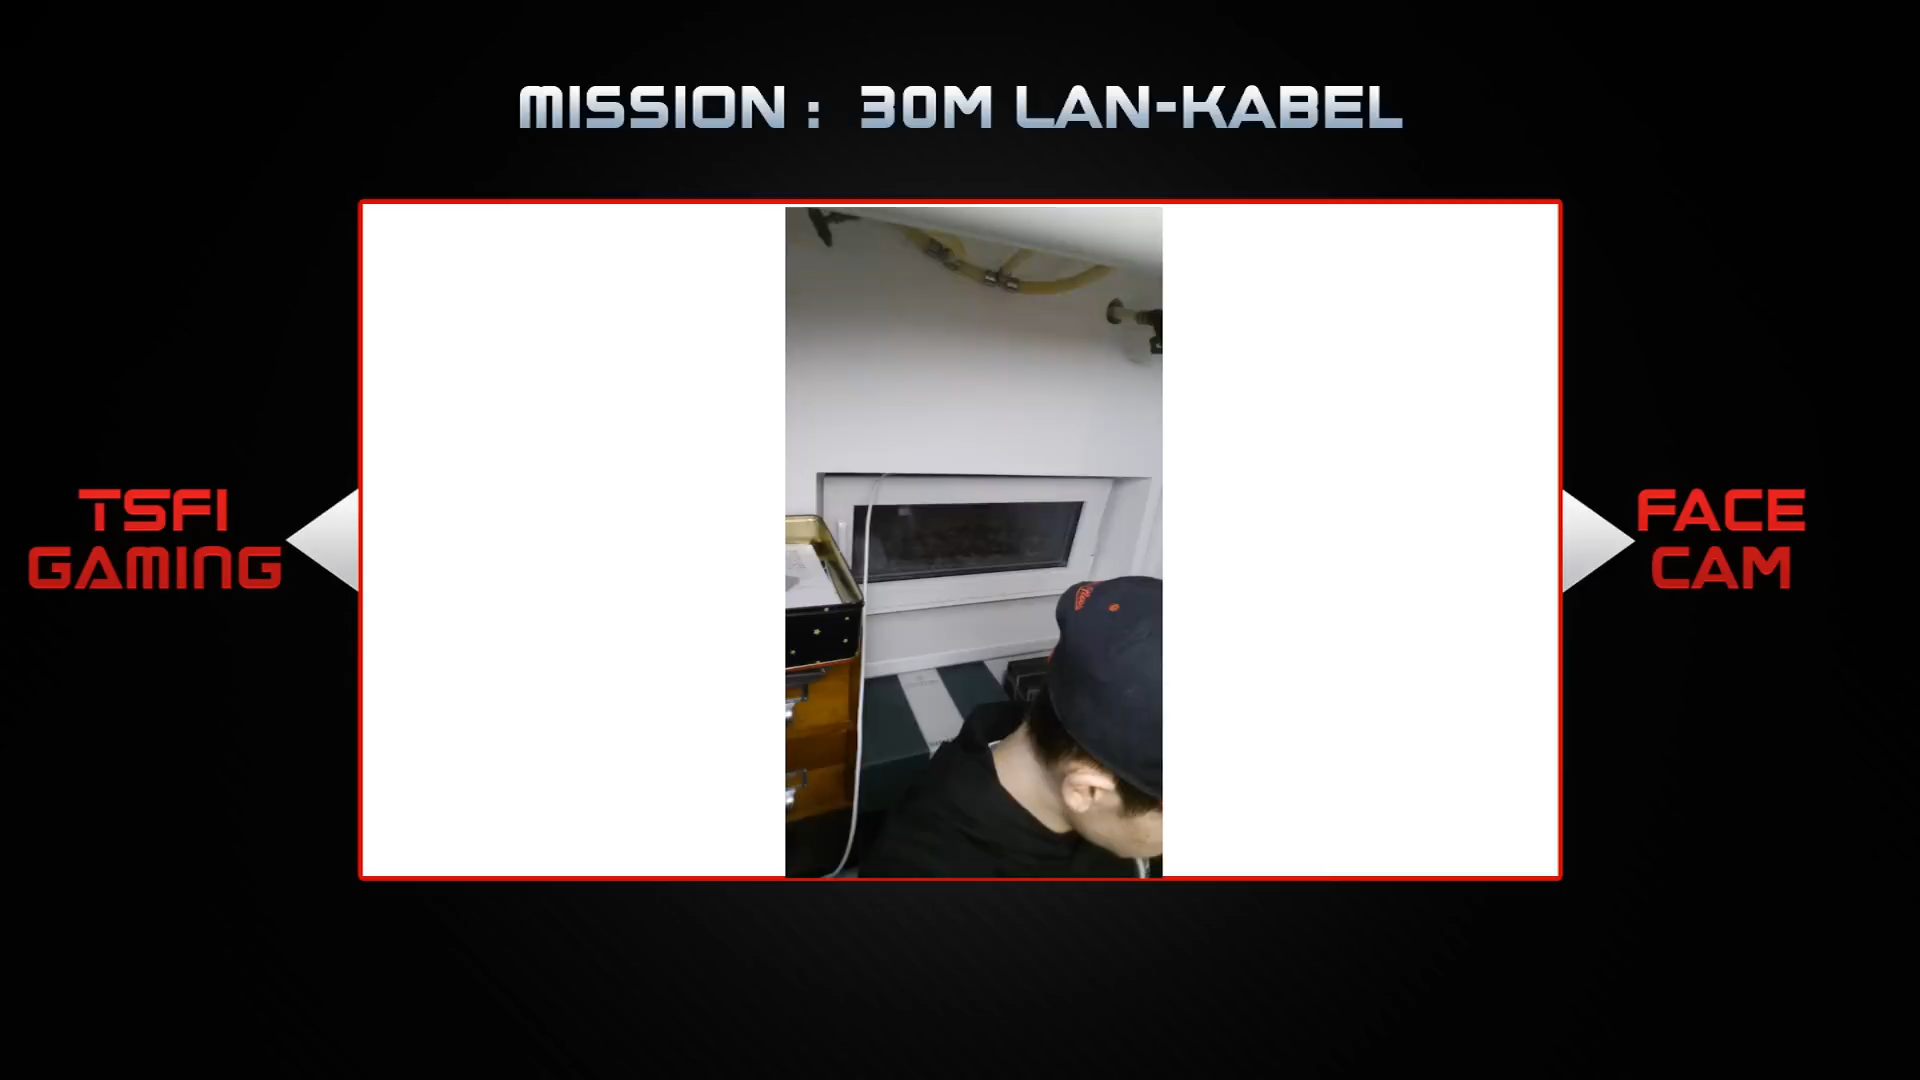 MISSION : 30M LAN-KABEL
TSFI
GAMING
FACE
CAM